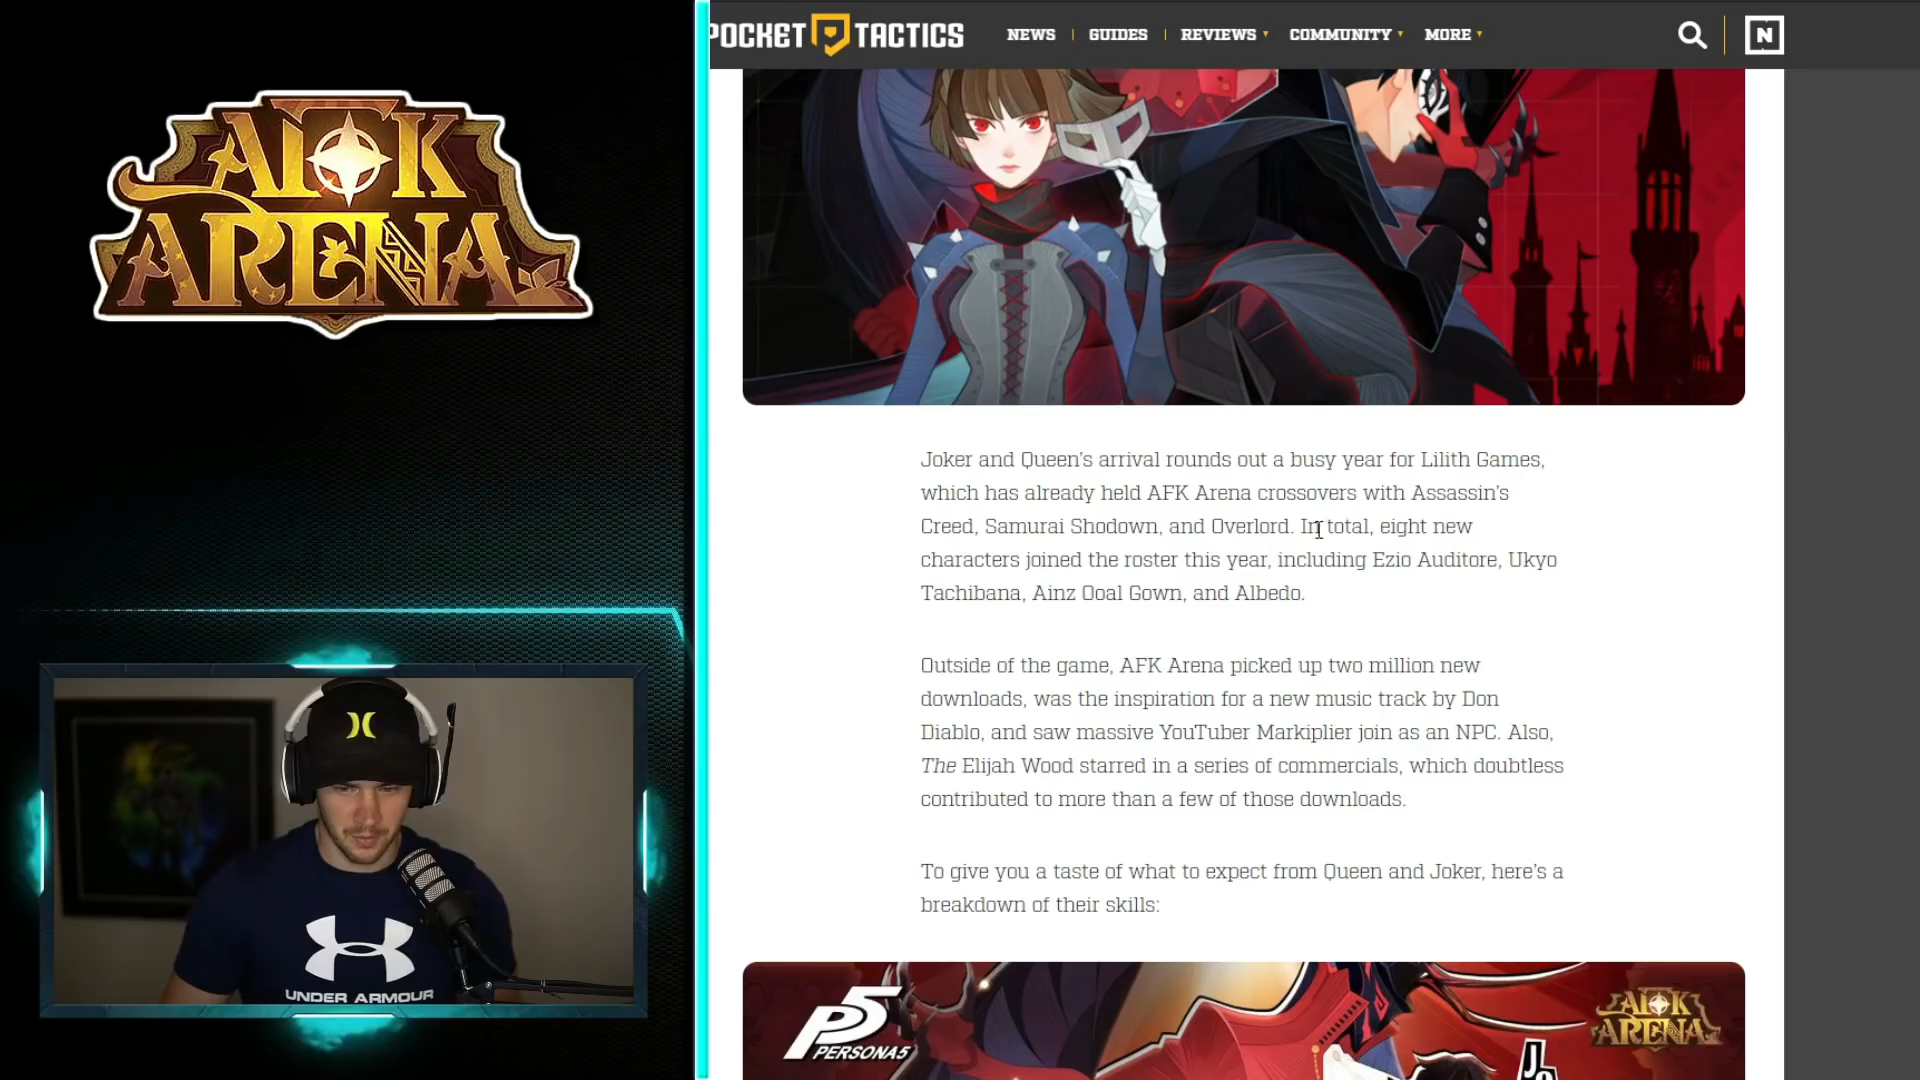 AFK
ARENA
UNDER ARMOUR
POCKET TACTICS
NEWS
GUIDES
REVIEWS
COMMUNITY
MORE
N
Joker and Queen's arrival rounds out a busy year for Lilith Games,
which has already held AFK Arena crossovers with Assassin's
Creed, Samurai Shodown, and Overlord. In total, eight new
characters joined the roster this year, including Ezio Auditore, Ukyo
Tachibana, Ainz Ooal Gown, and Albedo.
Outside of the game, AFK Arena picked up two million new
downloads, was the inspiration for a new music track by Don
Diablo, and saw massive YouTuber Markiplier join as an NPC. Also,
The Elijah Wood starred in a series of commercials, which doubtless
contributed to more than a few of those downloads.
To give you a taste of what to expect from Queen and Joker, here's a
breakdown of their skills:
P5
PERSONA5
AFK
ARENA